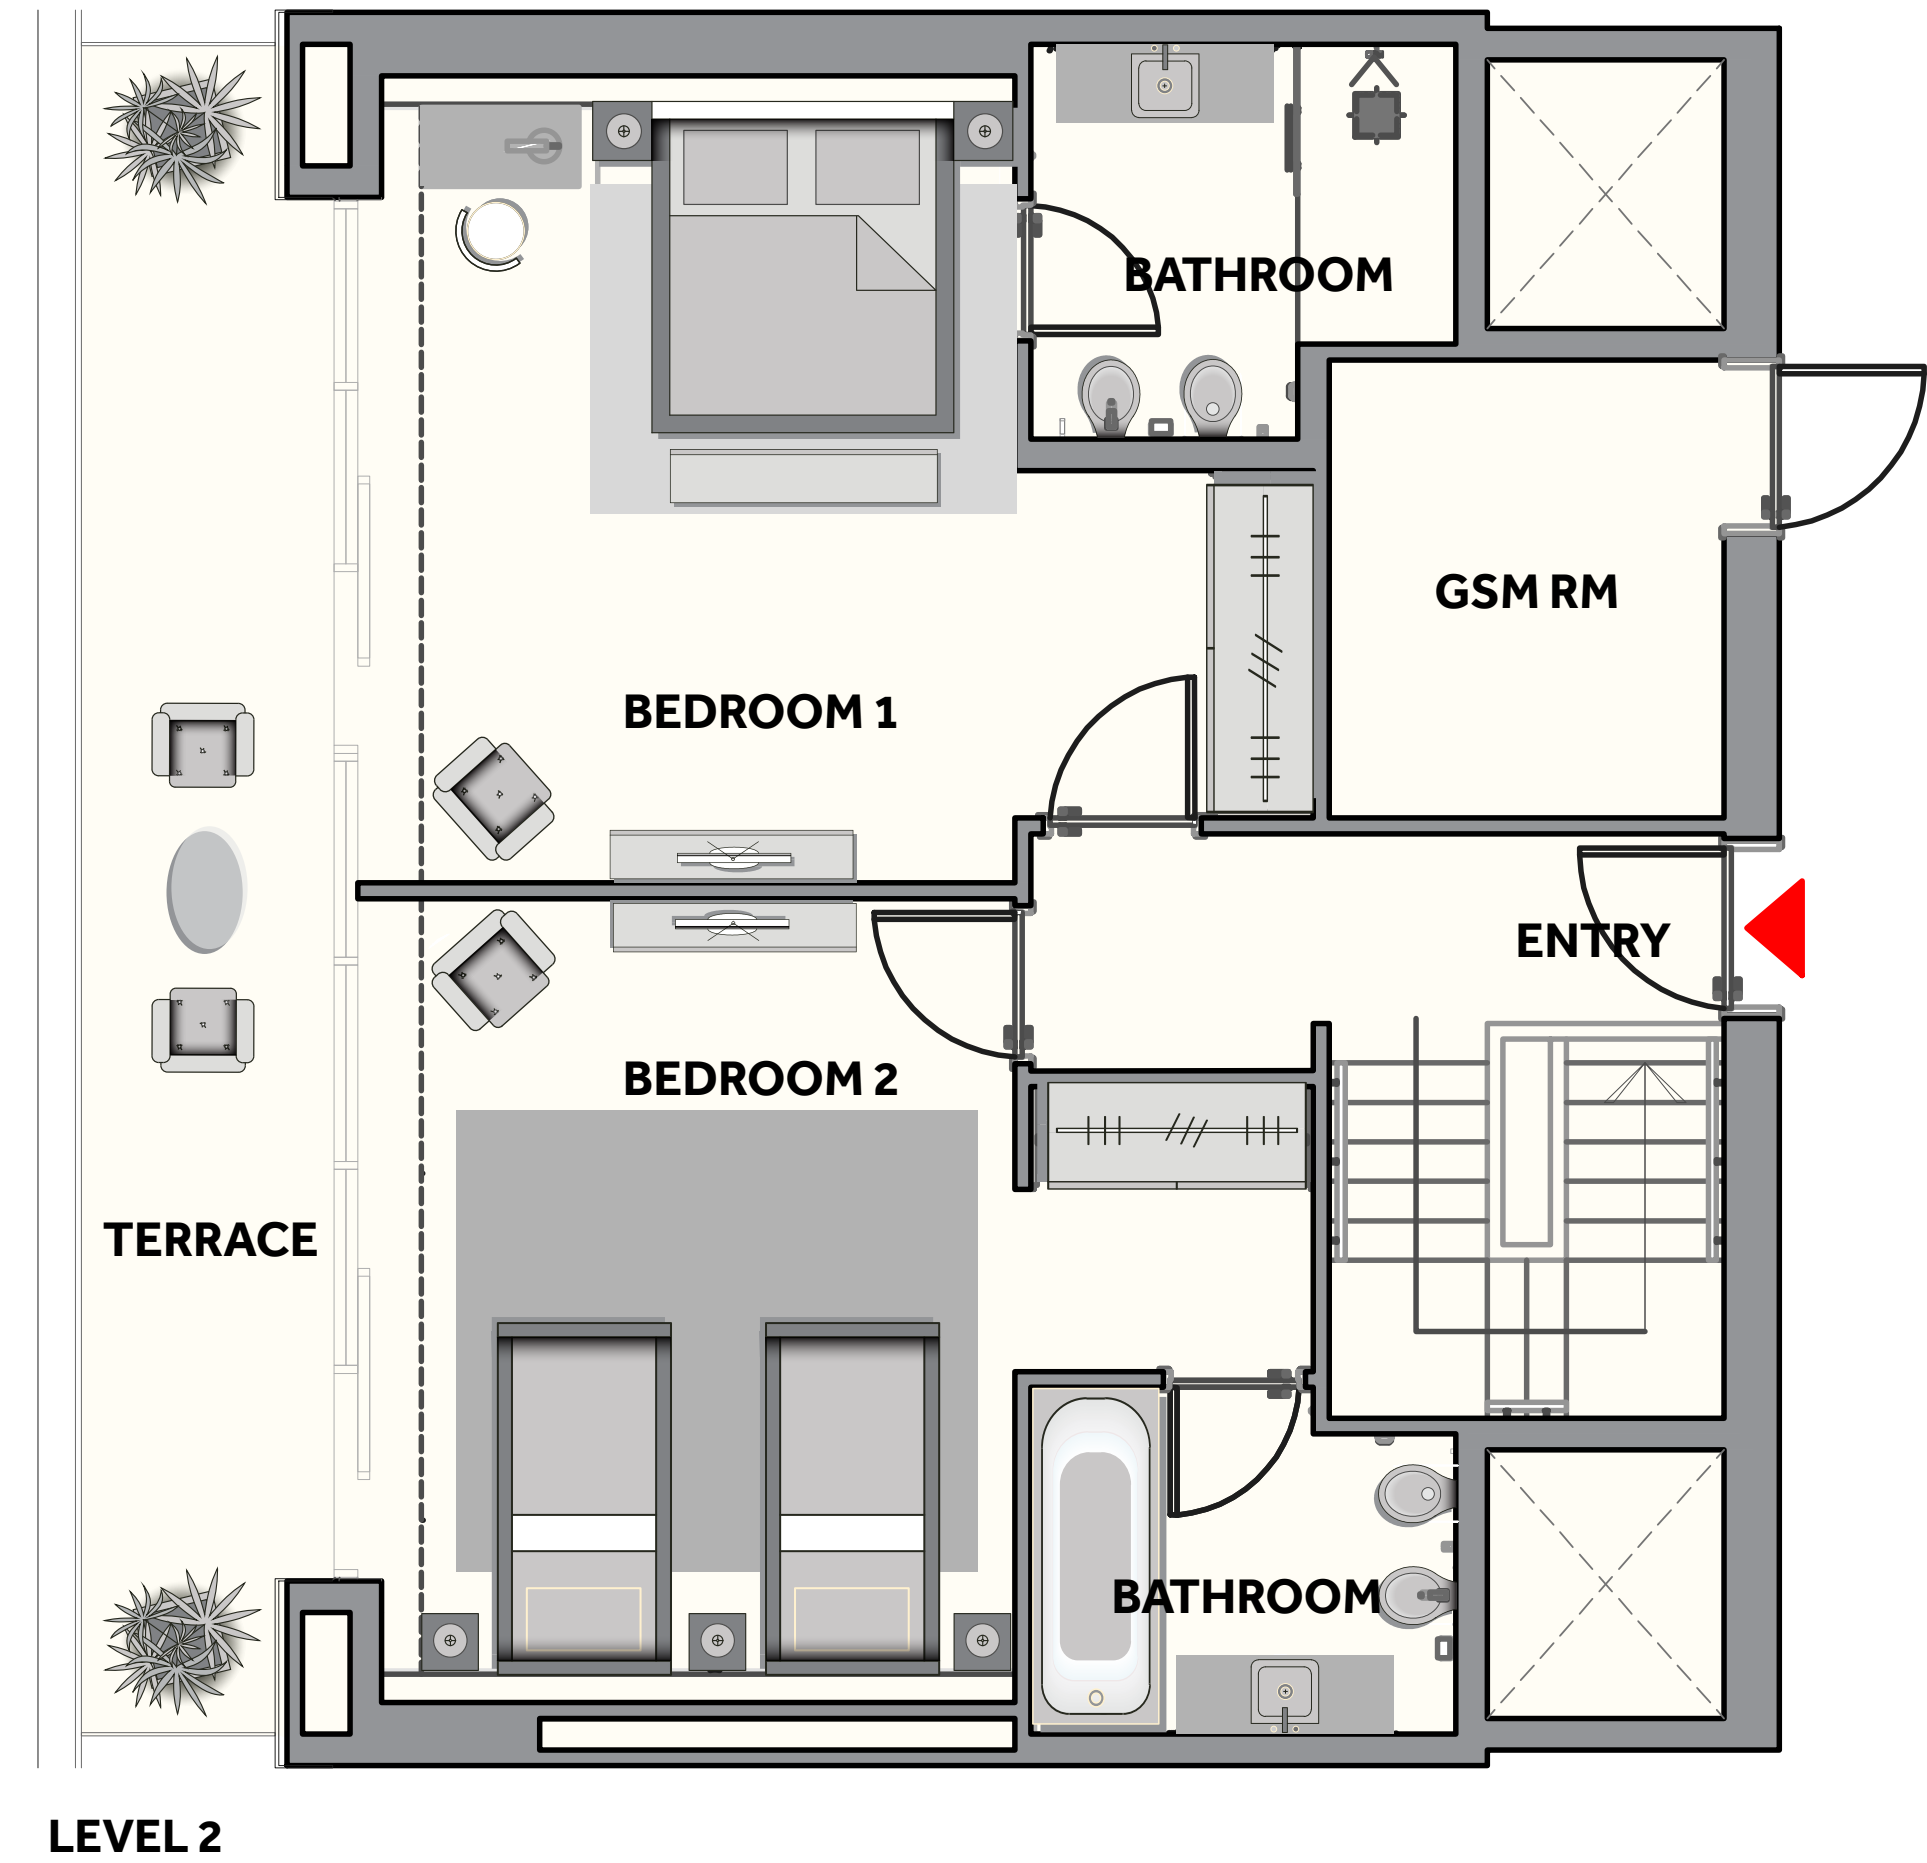 BATHROOM
GSM RM
BEDROOM 1
ENTRY
BEDROOM 2
TERRACE
BATHROOM
LEVEL 2